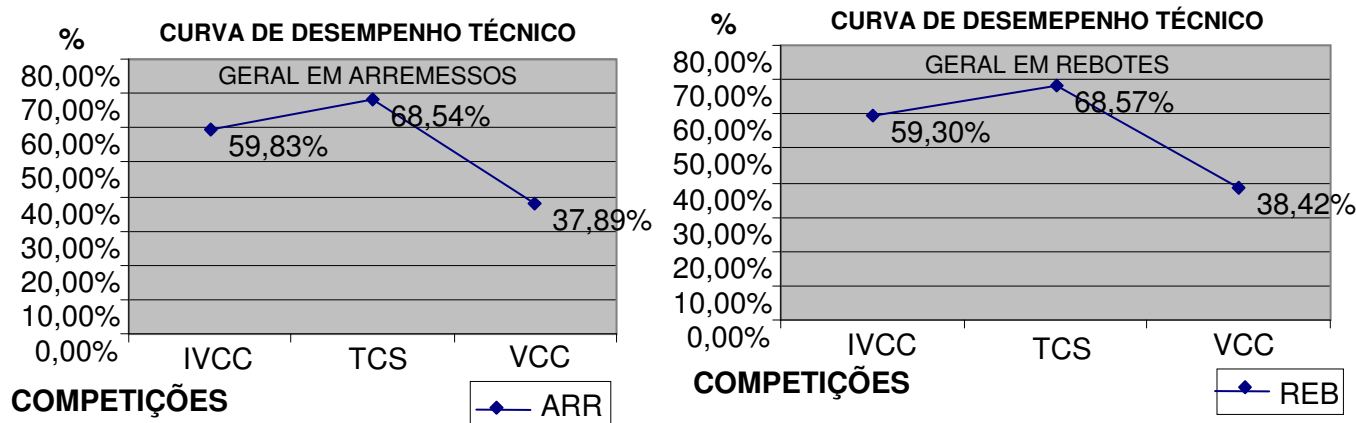 %
CURVA DE DESEMPENHO TÉCNICO
GERAL EM ARREMESSOS
80,00%
70,00%
60,00%
50,00%
40,00%
30,00%
20,00%
10,00%
0,00%
59,83%
68,54%
37,89%
IVCC TCS VCC
COMPETIÇÕES
ARR
%
CURVA DE DESEMEPENHO TÉCNICO
GERAL EM REBOTES
80,00%
70,00%
60,00%
50,00%
40,00%
30,00%
20,00%
10,00%
0,00%
59,30%
68,57%
38,42%
IVCC TCS VCC
COMPETIÇÕES
REB